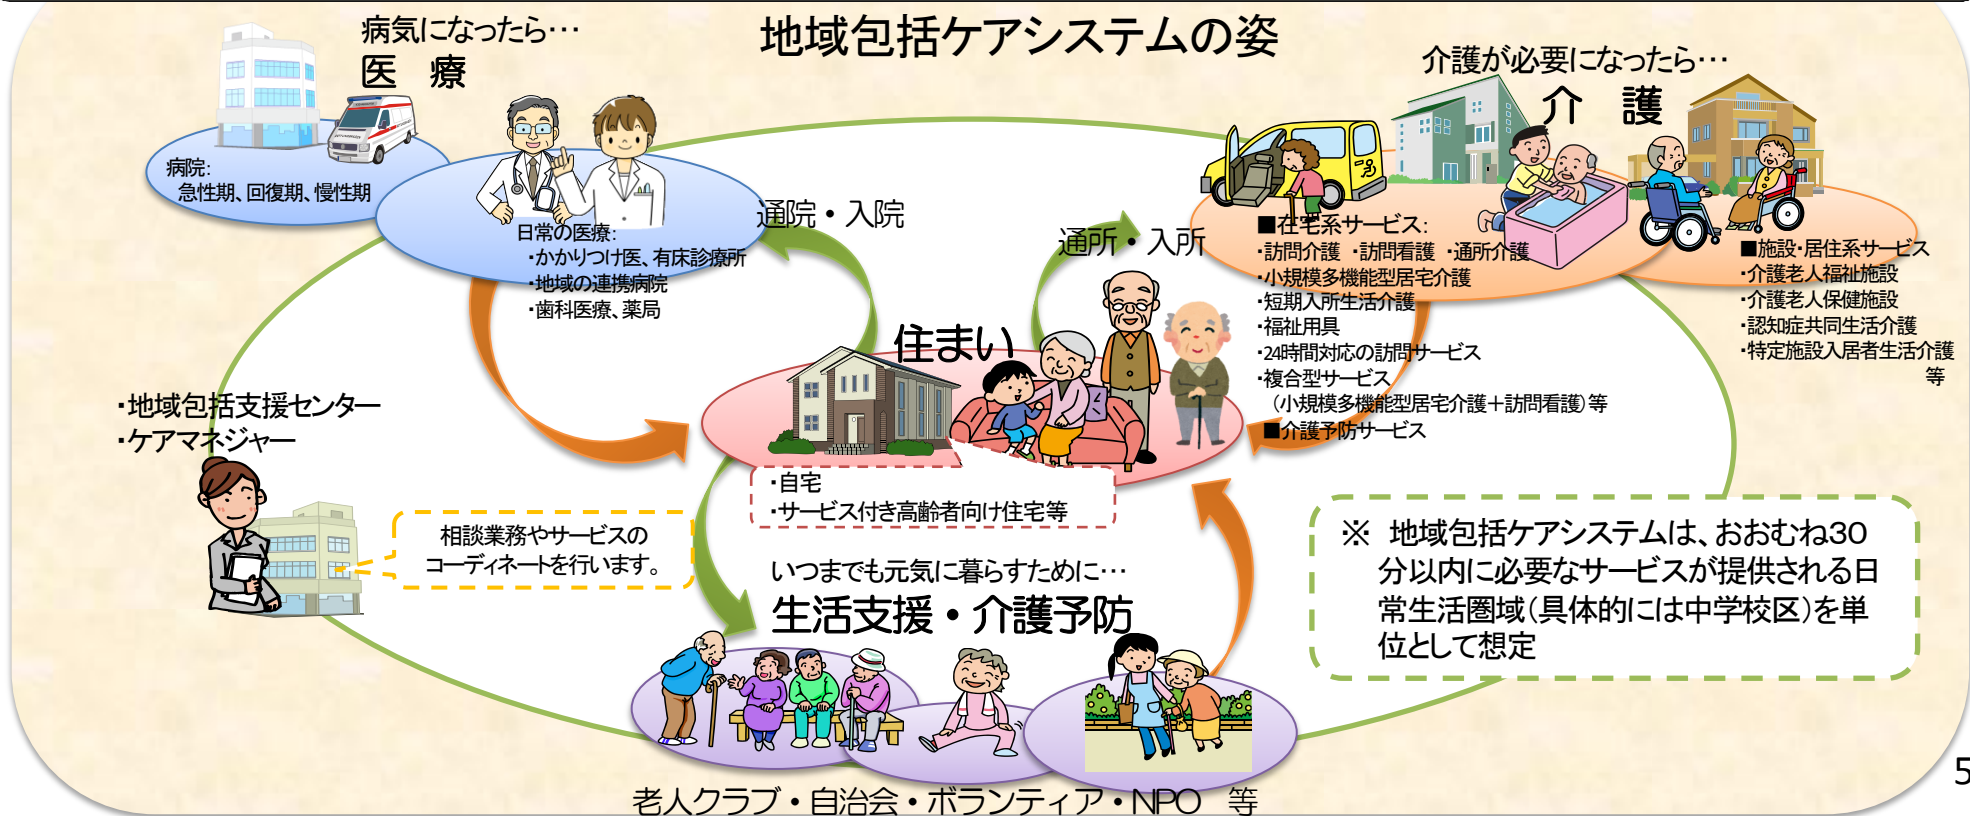 地域包括ケアシステムの姿
病気になったら…
医　療
病院:
急性期、回復期、慢性期
日常の医療:
・かかりつけ医、有床診療所
・地域の連携病院
・歯科医療、薬局
通院・入院
通所・入所
介護が必要になったら…
介　護
■在宅系サービス:
・訪問介護 ・訪問看護 ・通所介護
・小規模多機能型居宅介護
・短期入所生活介護
・福祉用具
・24時間対応の訪問サービス
・複合型サービス
（小規模多機能型居宅介護＋訪問看護）等
■介護予防サービス
■施設・居住系サービス
・介護老人福祉施設
・介護老人保健施設
・認知症共同生活介護
・特定施設入居者生活介護
等
住まい
・自宅
・サービス付き高齢者向け住宅等
・地域包括支援センター
・ケアマネジャー
相談業務やサービスの
コーディネートを行います。
いつまでも元気に暮らすために…
生活支援・介護予防
老人クラブ・自治会・ボランティア・NPO　等
※　地域包括ケアシステムは、おおむね30
分以内に必要なサービスが提供される日
常生活圏域（具体的には中学校区）を単
位として想定
5